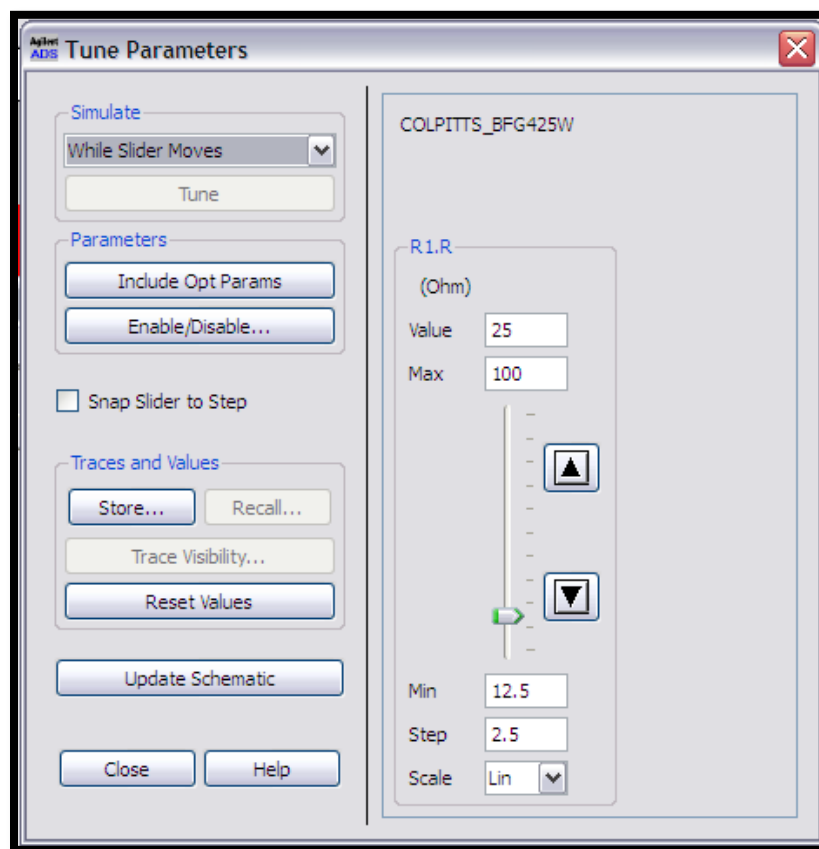 Agilent
ADS
Tune Parameters
Simulate
While Slider Moves
Tune
Parameters
Include Opt Params
Enable/Disable...
Snap Slider to Step
Traces and Values
Store...
Recall...
Trace Visibility...
Reset Values
Update Schematic
Close
Help
COLPITTS_BFG425W
R1.R
(Ohm)
Value 25
Max 100
Min 12.5
Step 2.5
Scale Lin